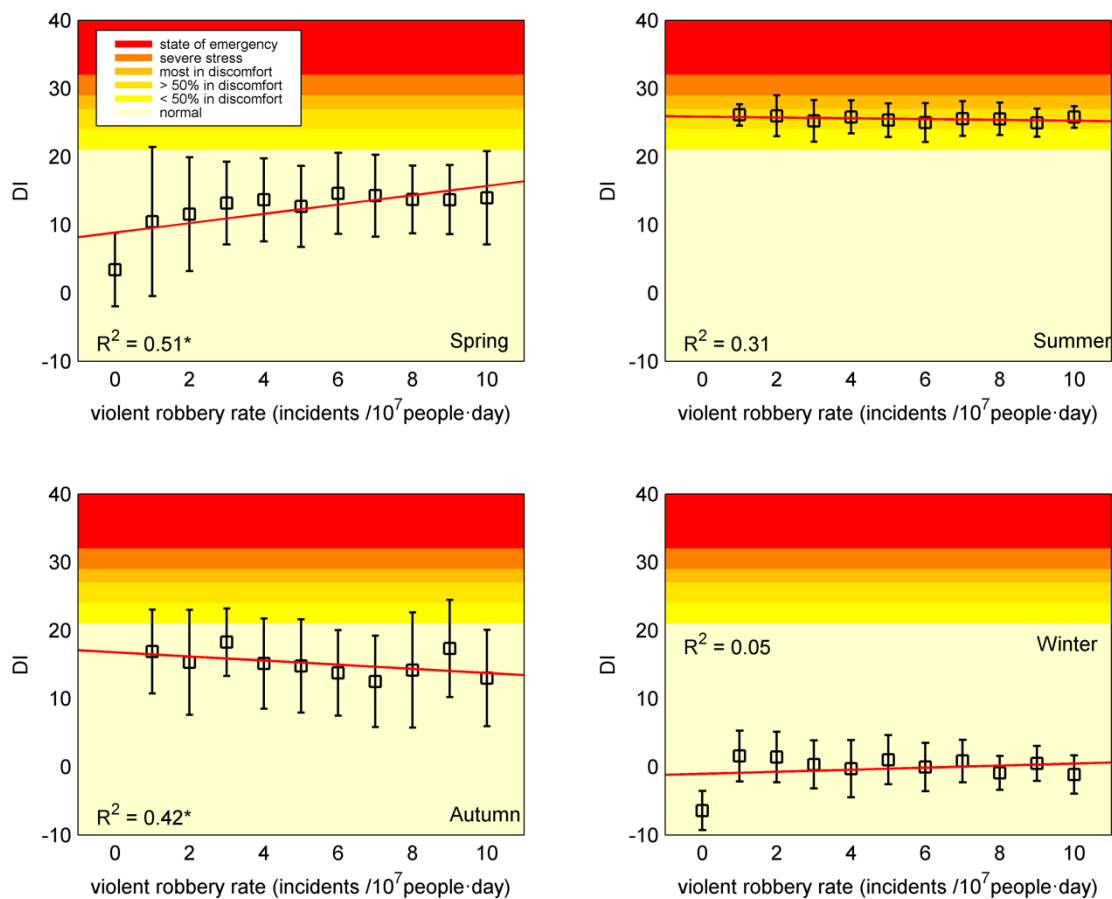 40
30
20
10
0
-10
DI
state of emergency
severe stress
most in discomfort
> 50% in discomfort
< 50% in discomfort
normal
R² = 0.51*
Spring
0 2 4 6 8 10
violent robbery rate (incidents /10⁷people·day)
40
30
20
10
0
-10
DI
R² = 0.31
Summer
0 2 4 6 8 10
violent robbery rate (incidents /10⁷people·day)
40
30
20
10
0
-10
DI
R² = 0.42*
Autumn
0 2 4 6 8 10
violent robbery rate (incidents /10⁷people·day)
40
30
20
10
0
-10
DI
R² = 0.05
Winter
0 2 4 6 8 10
violent robbery rate (incidents /10⁷people·day)